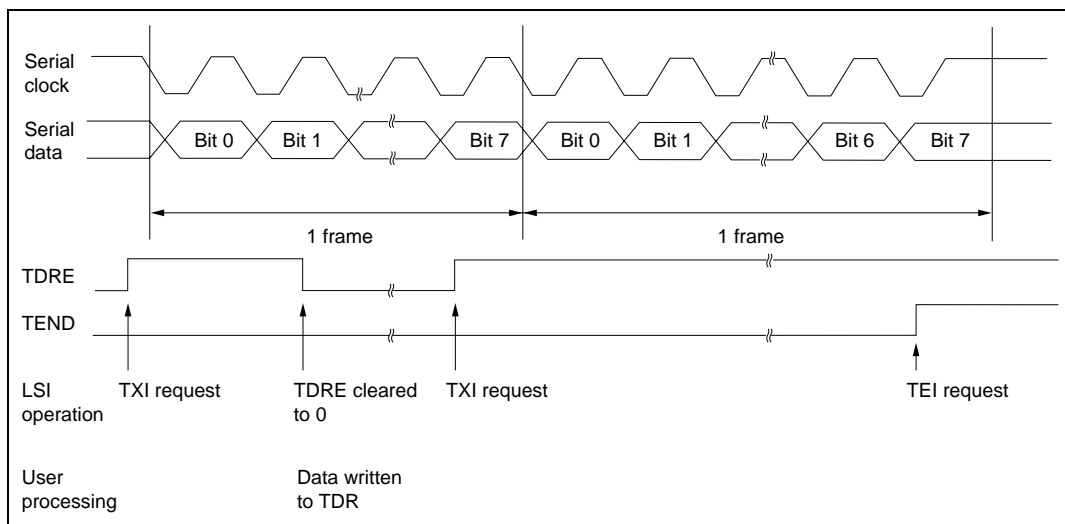 Serial
clock
Serial
data
Bit 0
Bit 1
Bit 7
Bit 0
Bit 1
Bit 6
Bit 7
1 frame
1 frame
TDRE
TEND
LSI
operation
TXI request
TDRE cleared
to 0
TXI request
TEI request
User
processing
Data written
to TDR